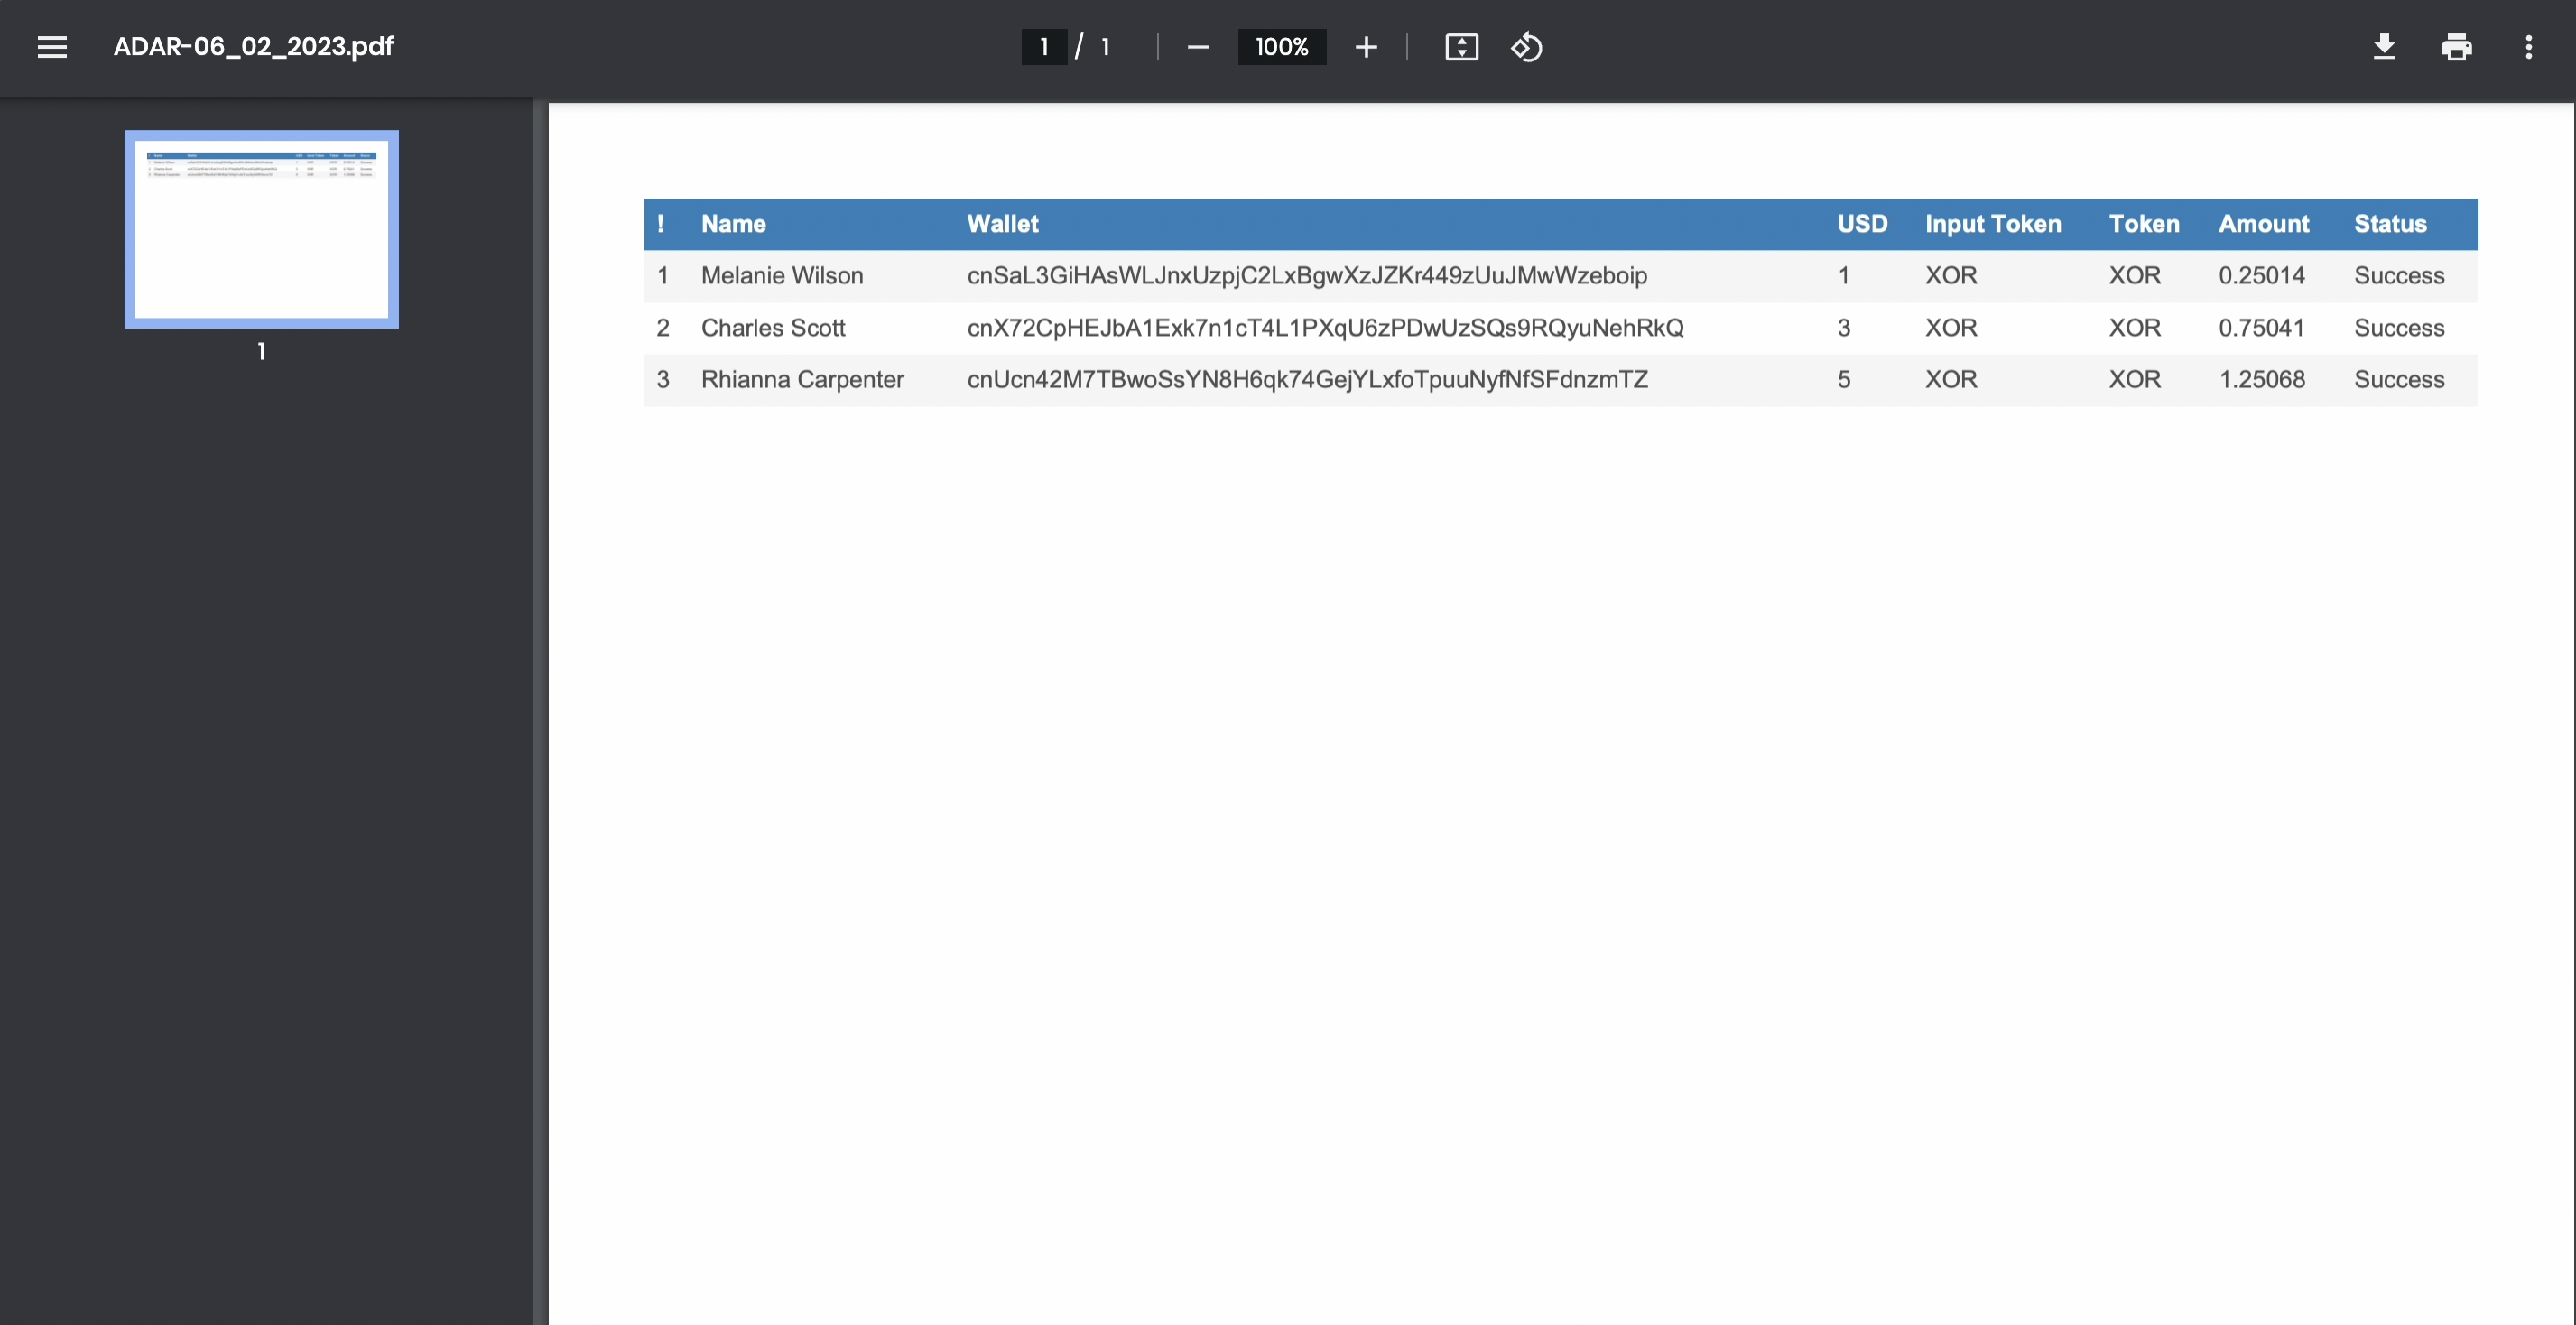 ADAR-06_02_2023.pdf
1 / 1
100%
1
! Name Wallet USD Input Token Token Amount Status
1 Melanie Wilson cnSaL3GiHAsWLJnxUzpjC2LxBgwXzJZKr449zUuJMwWzeboip 1 XOR XOR 0.25014 Success
2 Charles Scott cnX72CpHEJbA1Exk7n1cT4L1PXqU6zPDwUzSQs9RQyuNehRkQ 3 XOR XOR 0.75041 Success
3 Rhianna Carpenter cnUcn42M7TBwoSsYN8H6qk74GejYLxfoTpuuNyfNfSFdnzmTZ 5 XOR XOR 1.25068 Success